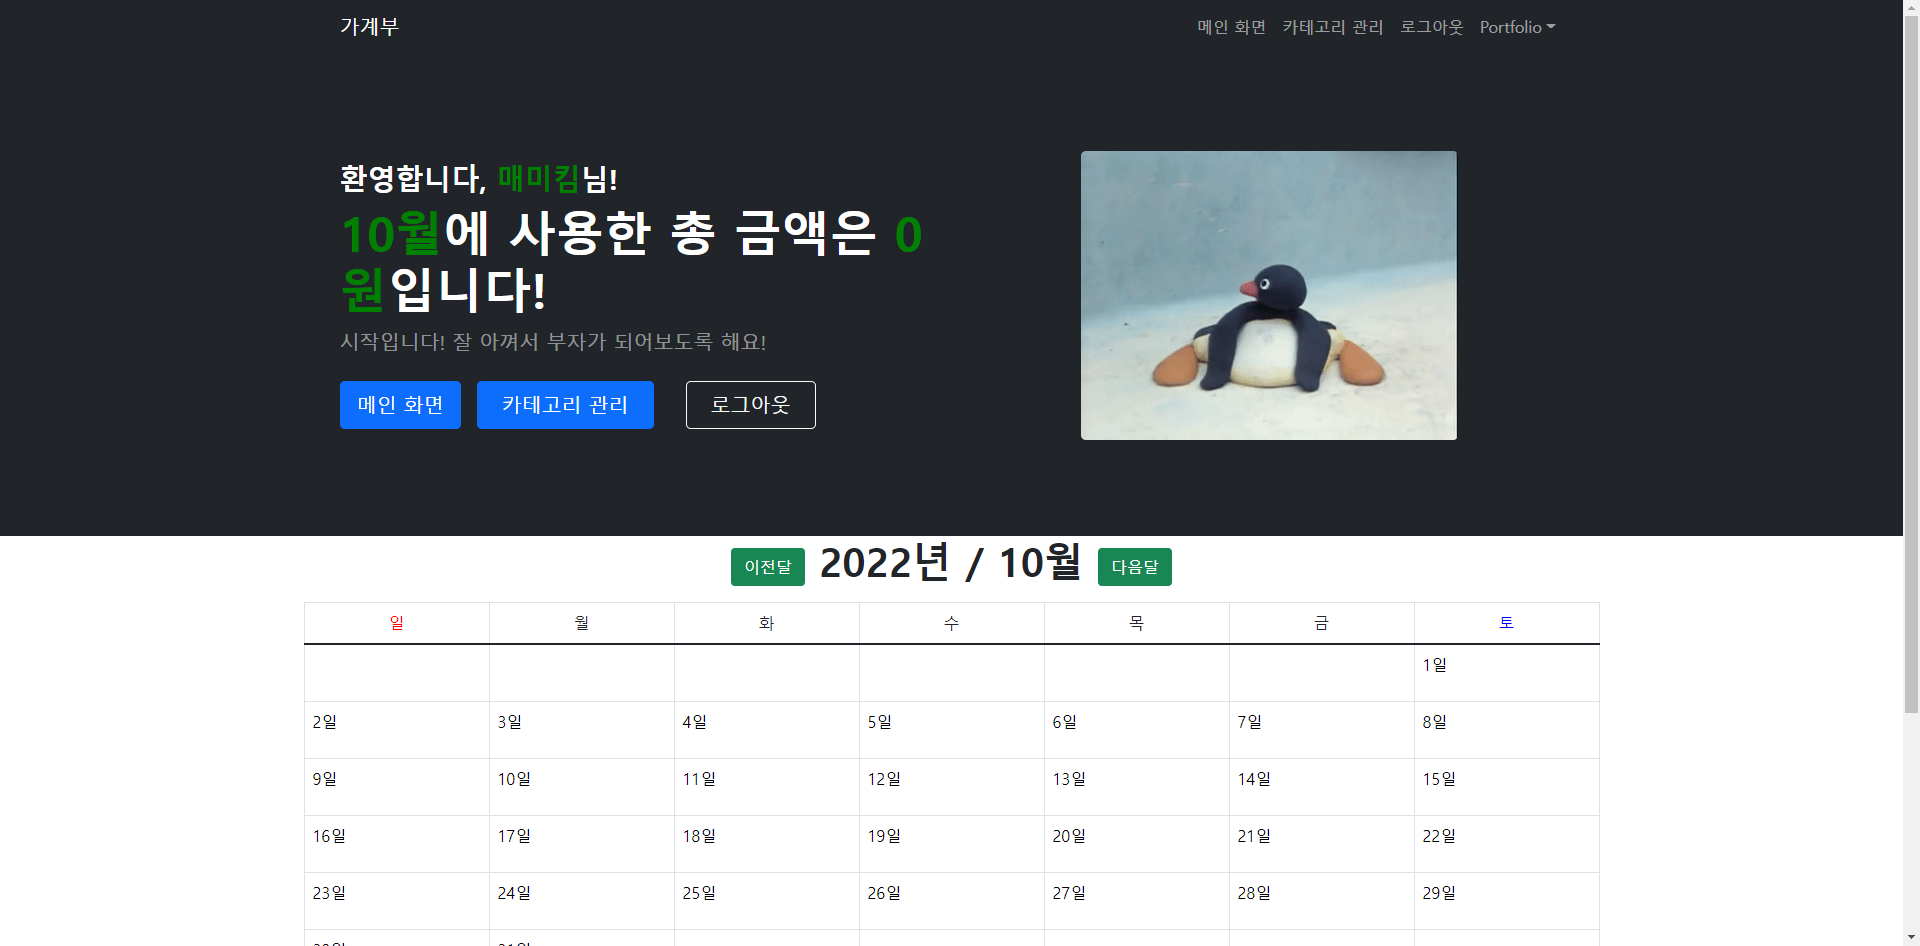 가계부
메인 화면 카테고리 관리 로그아웃 Portfolio
환영합니다, 매미킴님!
10월에 사용한 총 금액은 0
원입니다!
시작입니다! 잘 아껴서 부자가 되어보도록 해요!
메인 화면 카테고리 관리 로그아웃
이전달 2022년 / 10월 다음달
일 월 화 수 목 금 토
1일
2일 3일 4일 5일 6일 7일 8일
9일 10일 11일 12일 13일 14일 15일
16일 17일 18일 19일 20일 21일 22일
23일 24일 25일 26일 27일 28일 29일